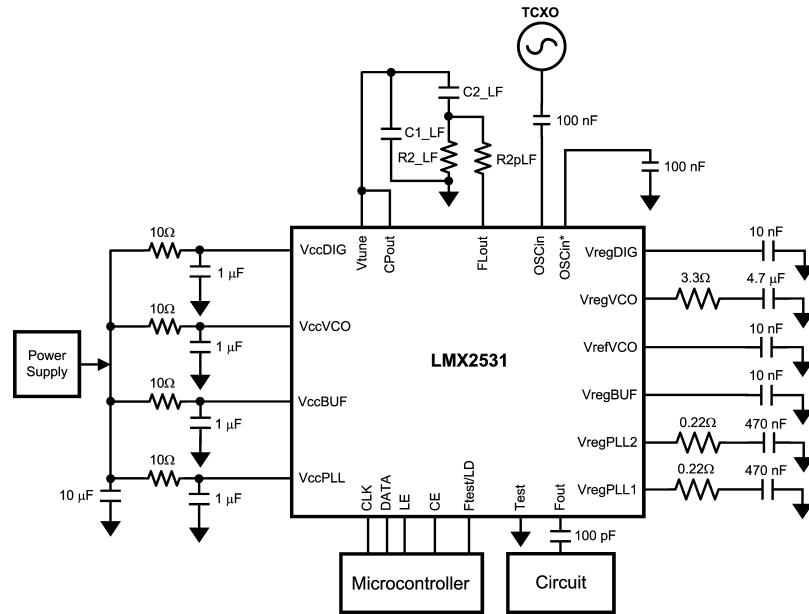 TCXO
C2_LF
100 nF
C1_LF
R2_LF
R2pLF
100 nF
10Ω
VccDIG
Vtune
CPout
FLout
OSCin
OSCin*
VregDIG
10 nF
1 μF
3.3Ω
4.7 μF
10Ω
VregVCO
VccVCO
Power
Supply
1 μF
LMX2531
VrefVCO
10 nF
10Ω
VccBUF
VregBUF
10 nF
1 μF
0.22Ω
470 nF
10Ω
VregPLL2
VccPLL
0.22Ω
470 nF
VregPLL1
10 μF
1 μF
CLK
DATA
LE
CE
Ftest/LD
Test
Fout
100 pF
Microcontroller
Circuit